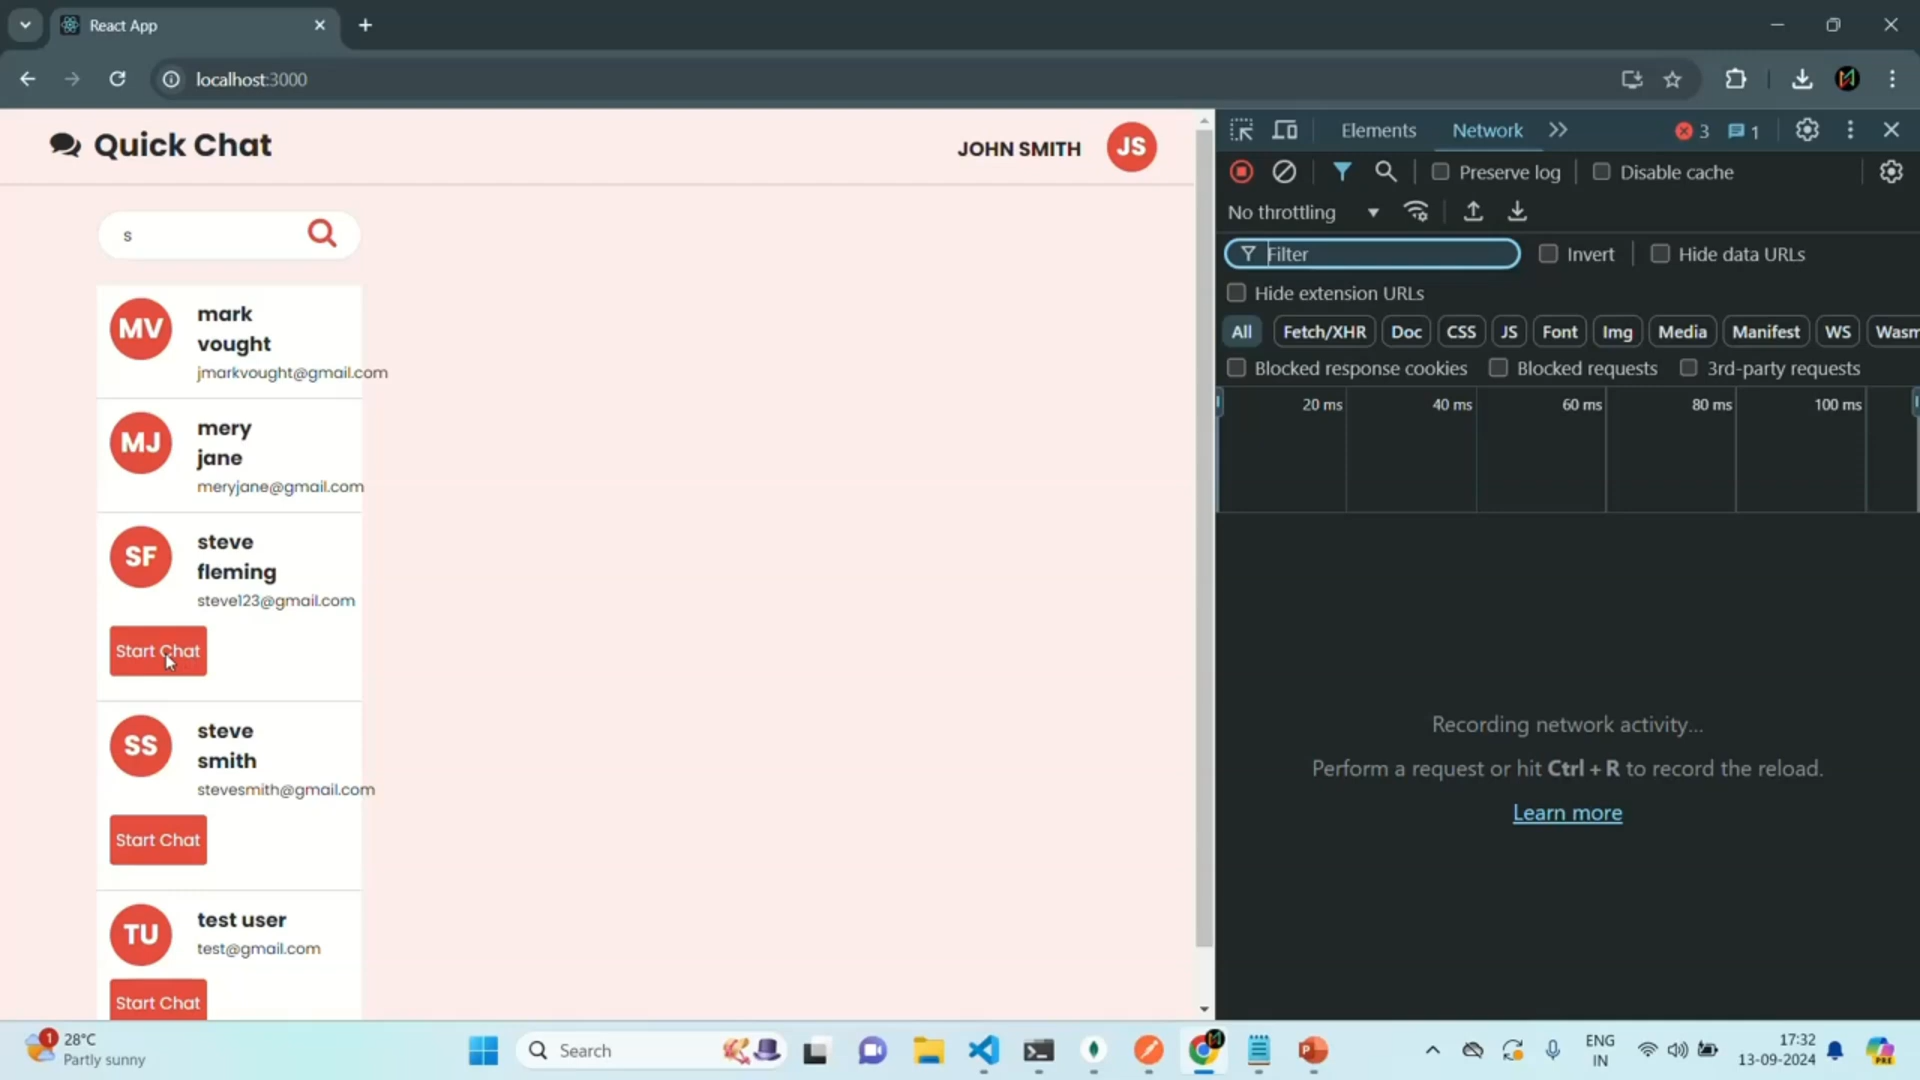 React App
localhost:3000
Quick Chat
JOHN SMITH
JS
s
MV
mark
vought
jmarkvought@gmail.com
MJ
mery
jane
meryjane@gmail.com
SF
steve
fleming
steve123@gmail.com
Start Chat
SS
steve
smith
stevesmith@gmail.com
Start Chat
TU
test user
test@gmail.com
Start Chat
Elements
Network
3
1
Preserve log
Disable cache
No throttling
Filter
Invert
Hide data URLs
Hide extension URLs
All
Fetch/XHR
Doc
CSS
JS
Font
Img
Media
Manifest
WS
Wasm
Blocked response cookies
Blocked requests
3rd-party requests
20 ms
40 ms
60 ms
80 ms
100 ms
Recording network activity...
Perform a request or hit Ctrl + R to record the reload.
Learn more
1
28°C
Partly sunny
Search
ENG
IN
17:32
13-09-2024
PRE